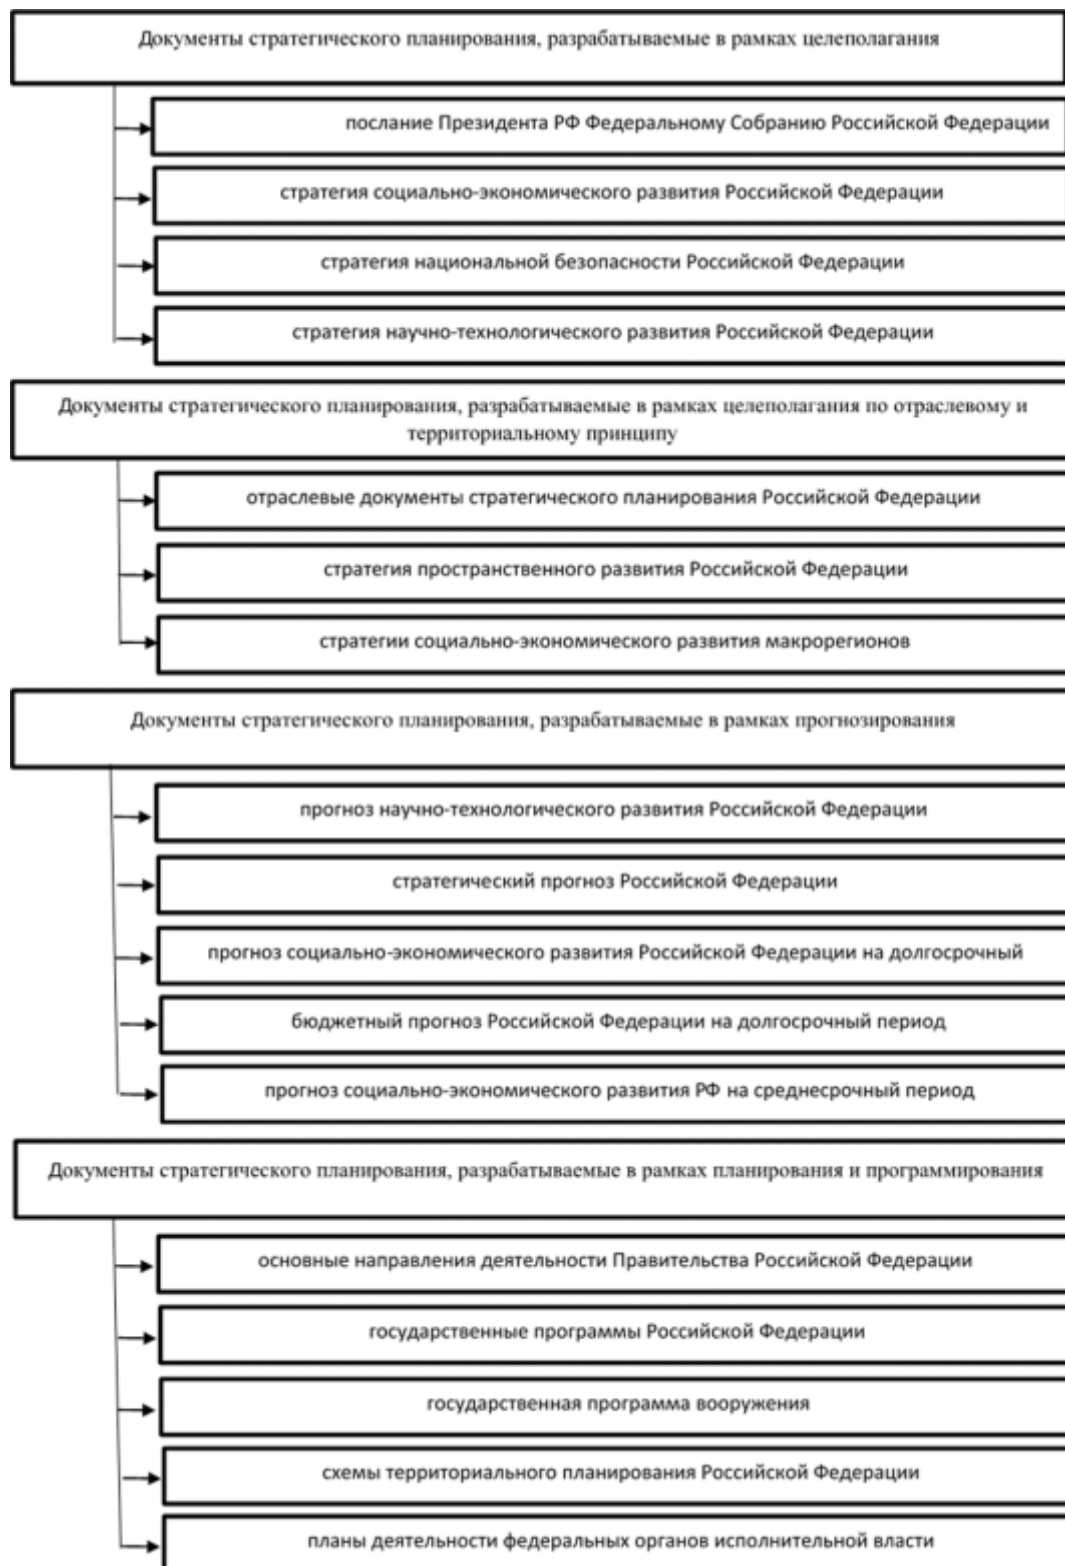 Документы стратегического планирования, разрабатываемые в рамках целеполагания
послание Президента РФ Федеральному Собранию Российской Федерации
стратегия социально-экономического развития Российской Федерации
стратегия национальной безопасности Российской Федерации
стратегия научно-технологического развития Российской Федерации
Документы стратегического планирования, разрабатываемые в рамках целеполагания по отраслевому и
территориальному принципу
отраслевые документы стратегического планирования Российской Федерации
стратегия пространственного развития Российской Федерации
стратегии социально-экономического развития макрорегионов
Документы стратегического планирования, разрабатываемые в рамках прогнозирования
прогноз научно-технологического развития Российской Федерации
стратегический прогноз Российской Федерации
прогноз социально-экономического развития Российской Федерации на долгосрочный
бюджетный прогноз Российской Федерации на долгосрочный период
прогноз социально-экономического развития РФ на среднесрочный период
Документы стратегического планирования, разрабатываемые в рамках планирования и программирования
основные направления деятельности Правительства Российской Федерации
государственные программы Российской Федерации
государственная программа вооружения
схемы территориального планирования Российской Федерации
планы деятельности федеральных органов исполнительной власти